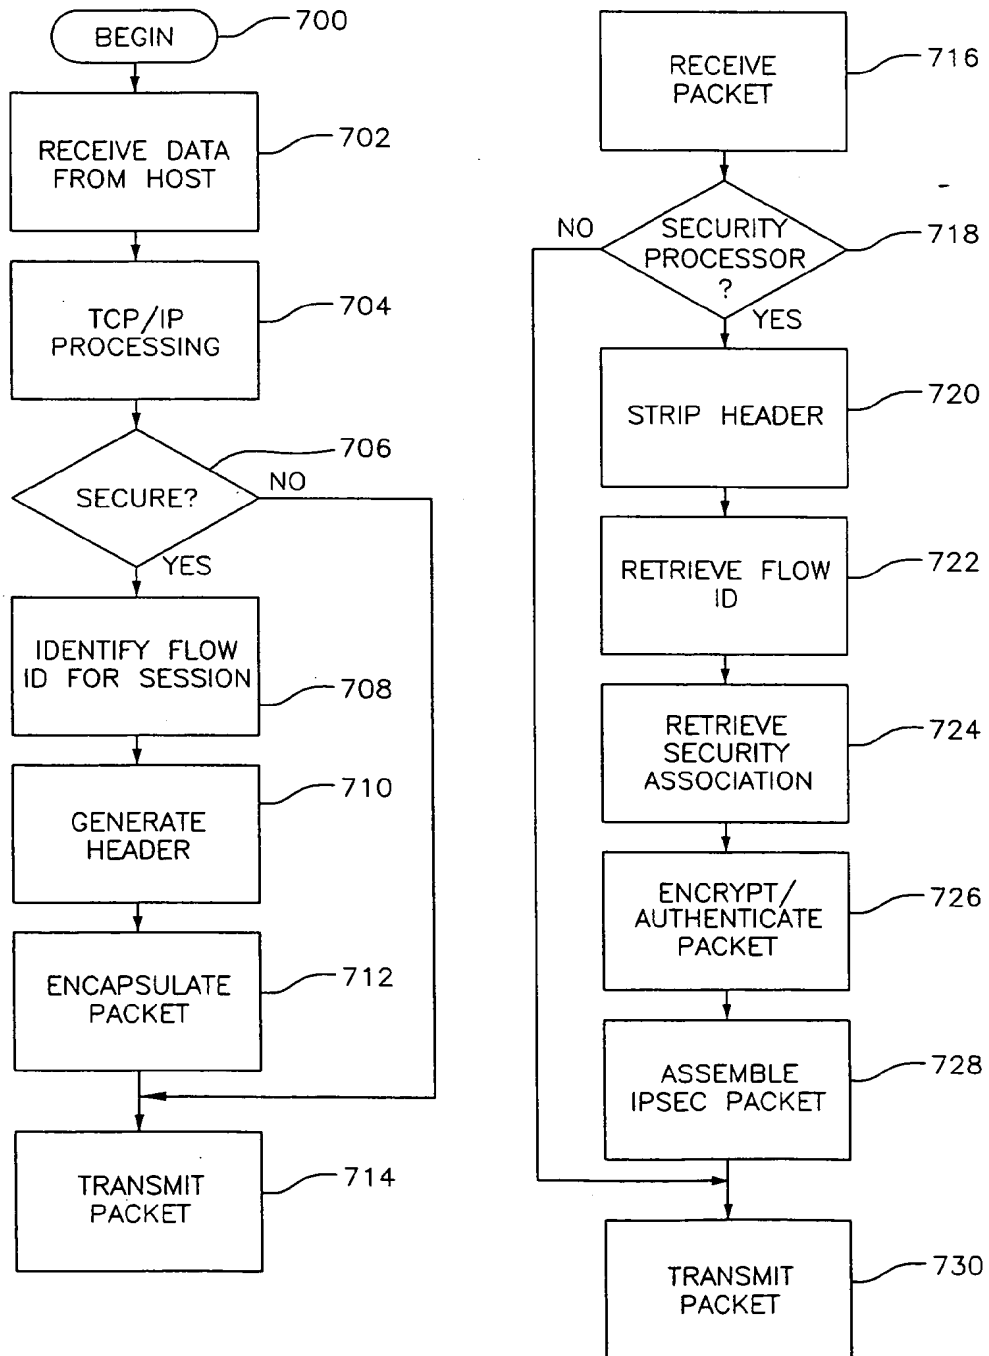 BEGIN
700
RECEIVE DATA
FROM HOST
702
TCP/IP
PROCESSING
704
SECURE?
706
NO
YES
IDENTIFY FLOW
ID FOR SESSION
708
GENERATE
HEADER
710
ENCAPSULATE
PACKET
712
TRANSMIT
PACKET
714
RECEIVE
PACKET
716
NO
SECURITY
PROCESSOR
?
718
YES
STRIP HEADER
720
RETRIEVE FLOW
ID
722
RETRIEVE
SECURITY
ASSOCIATION
724
ENCRYPT/
AUTHENTICATE
PACKET
726
ASSEMBLE
IPSEC PACKET
728
TRANSMIT
PACKET
730